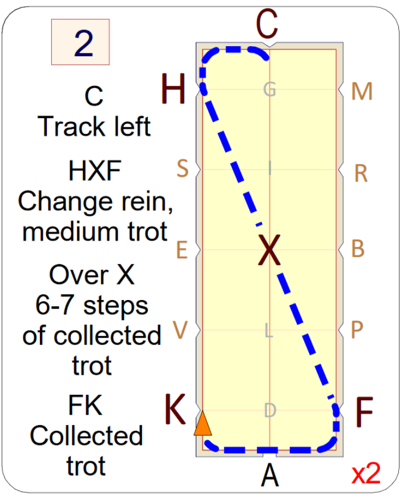 2
C
Track left
HXF
Change rein,
medium trot
Over X
6-7 steps
of collected
trot
FK
Collected
trot
C
H G M
S I R
E X B
V L P
K D F
A
x2